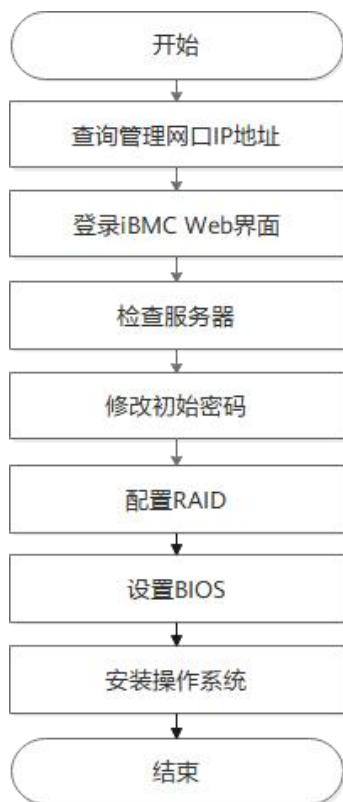 开始
查询管理网口IP地址
登录iBMC Web界面
检查服务器
修改初始密码
配置RAID
设置BIOS
安装操作系统
结束